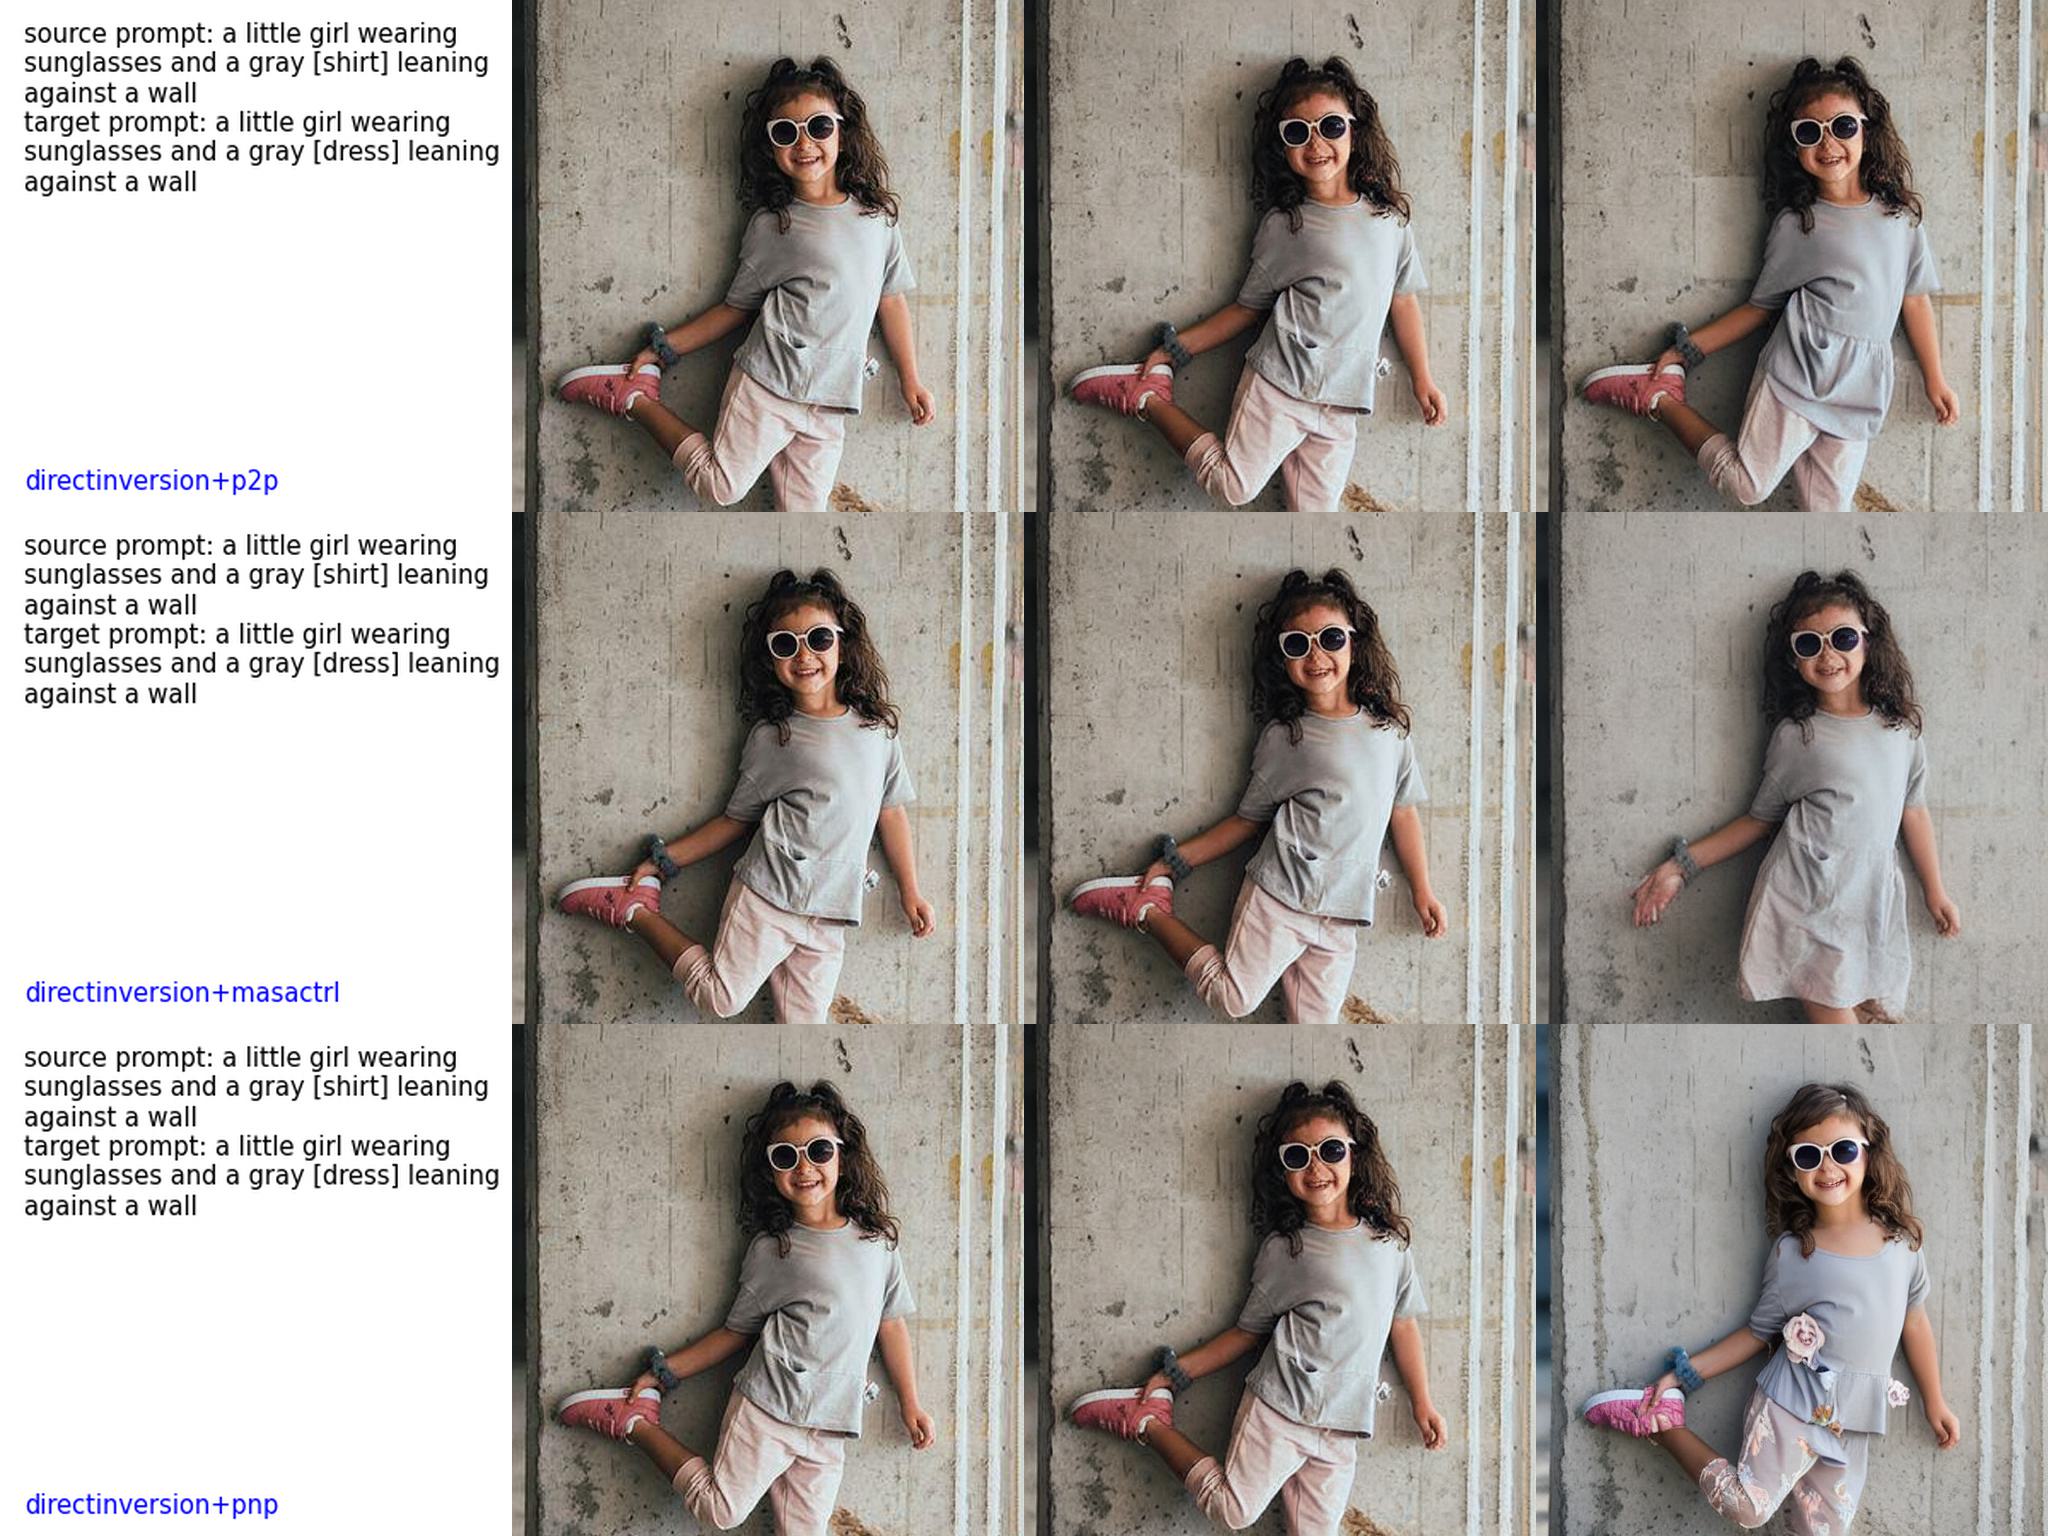 source prompt: a little girl wearing
sunglasses and a gray [shirt] leaning
against a wall
target prompt: a little girl wearing
sunglasses and a gray [dress] leaning
against a wall
directinversion+p2p
source prompt: a little girl wearing
sunglasses and a gray [shirt] leaning
against a wall
target prompt: a little girl wearing
sunglasses and a gray [dress] leaning
against a wall
directinversion+masactrl
source prompt: a little girl wearing
sunglasses and a gray [shirt] leaning
against a wall
target prompt: a little girl wearing
sunglasses and a gray [dress] leaning
against a wall
directinversion+pnp